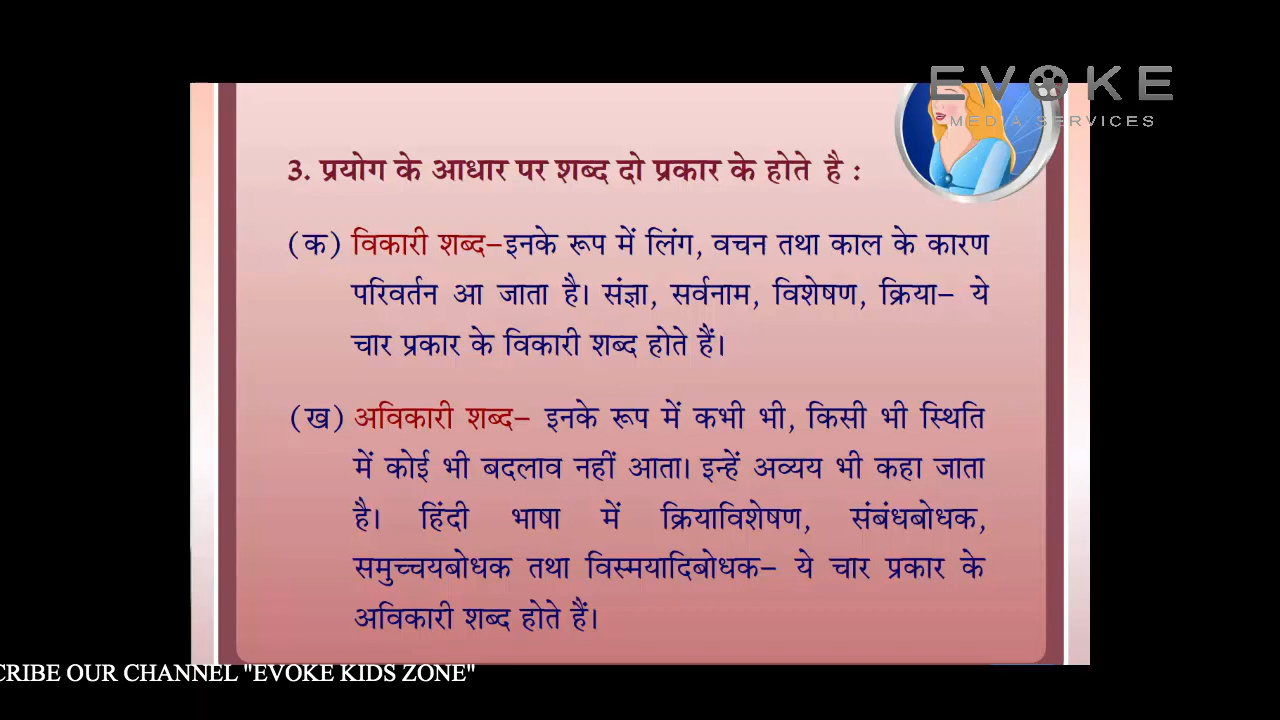 EVOKE
MEDIA SERVICES
3. प्रयोग के आधार पर शब्द दो प्रकार के होते है :
(क) विकारी शब्द–इनके रूप में लिंग, वचन तथा काल के कारण
परिवर्तन आ जाता है। संज्ञा, सर्वनाम, विशेषण, क्रिया– ये
चार प्रकार के विकारी शब्द होते हैं।
(ख) अविकारी शब्द– इनके रूप में कभी भी, किसी भी स्थिति
में कोई भी बदलाव नहीं आता। इन्हें अव्यय भी कहा जाता
है। हिंदी भाषा में क्रियाविशेषण, संबंधबोधक,
समुच्चयबोधक तथा विस्मयादिबोधक– ये चार प्रकार के
अविकारी शब्द होते हैं।
CRIBE OUR CHANNEL "EVOKE KIDS ZONE"